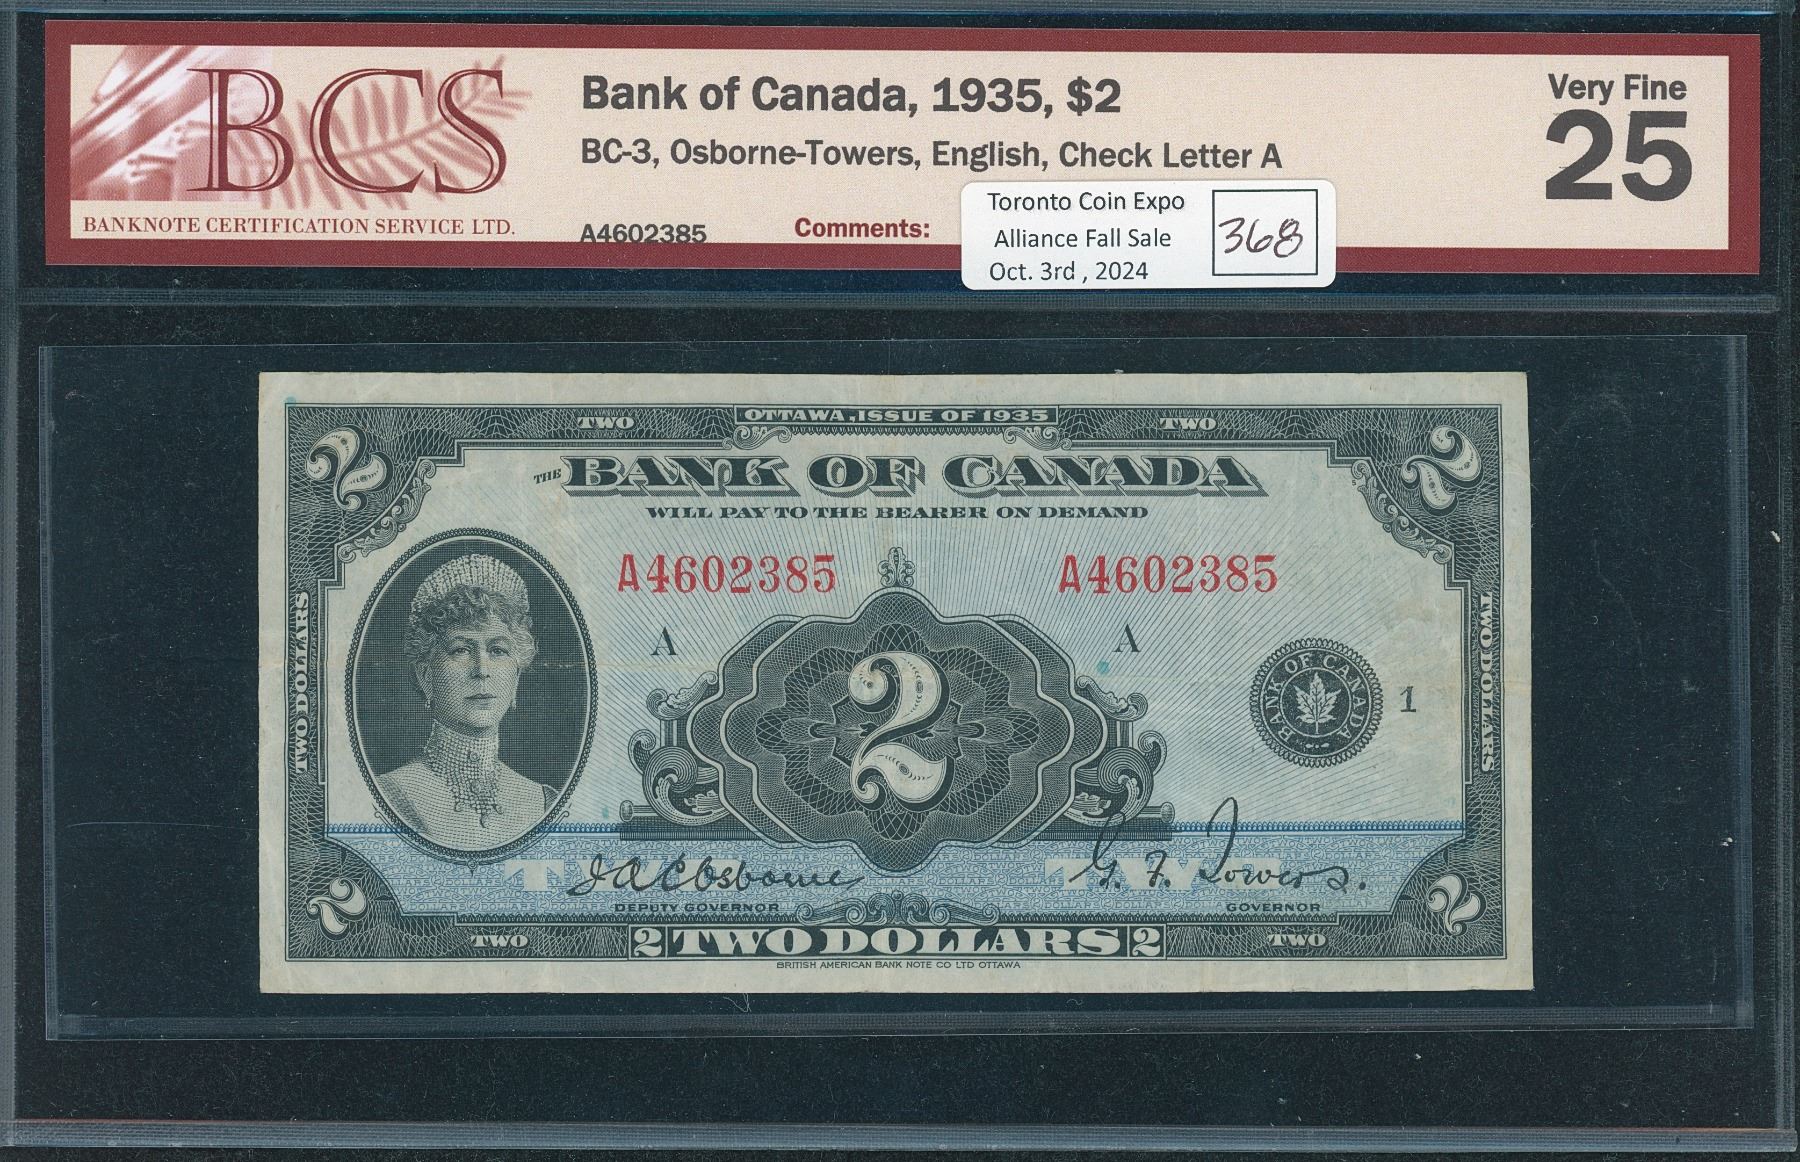 BCS
BANKNOTE CERTIFICATION SERVICE LTD.
Bank of Canada, 1935, $2
BC-3, Osborne-Towers, English, Check Letter A
A4602385 Comments:
Very Fine
25
Toronto Coin Expo
Alliance Fall Sale
Oct. 3rd , 2024
368
OTTAWA, ISSUE OF 1935
TWO TWO
2 2
THE BANK OF CANADA
WILL PAY TO THE BEARER ON DEMAND
A4602385 A4602385
A A
TWO DOLLARS
2
BANK OF CANADA
1
TWO DOLLARS
TWO TWO
J A C Osborne
DEPUTY GOVERNOR
G. F. Towers.
GOVERNOR
2 2
TWO TWO
2 TWO DOLLARS 2
BRITISH AMERICAN BANK NOTE CO LTD OTTAWA